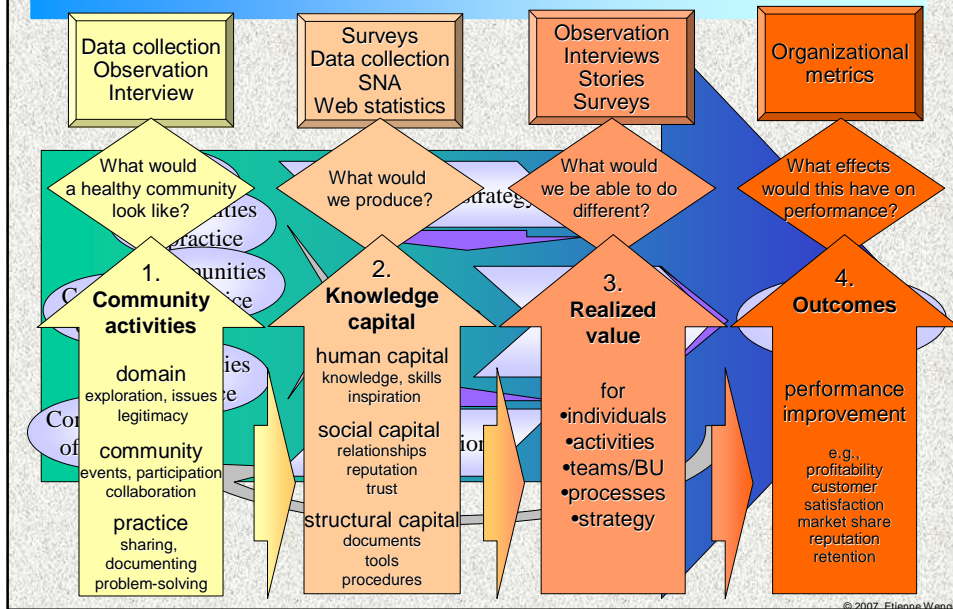 Data collection
Observation
Interview
Surveys
Data collection
SNA
Web statistics
Observation
Interviews
Stories
Surveys
Organizational
metrics
What would
a healthy community
look like?
What would
we produce?
What would
we be able to do
different?
What effects
would this have on
performance?
practice
1.
Community
activities
domain
exploration, issues
legitimacy
community
events, participation
collaboration
practice
sharing,
documenting
problem-solving
2.
Knowledge
capital
human capital
knowledge, skills
inspiration
social capital
relationships
reputation
trust
structural capital
documents
tools
procedures
3.
Realized
value
for
•individuals
•activities
•teams/BU
•processes
•strategy
4.
Outcomes
performance
improvement
e.g.,
profitability
customer
satisfaction
market share
reputation
retention
© 2007 Etienne Weng